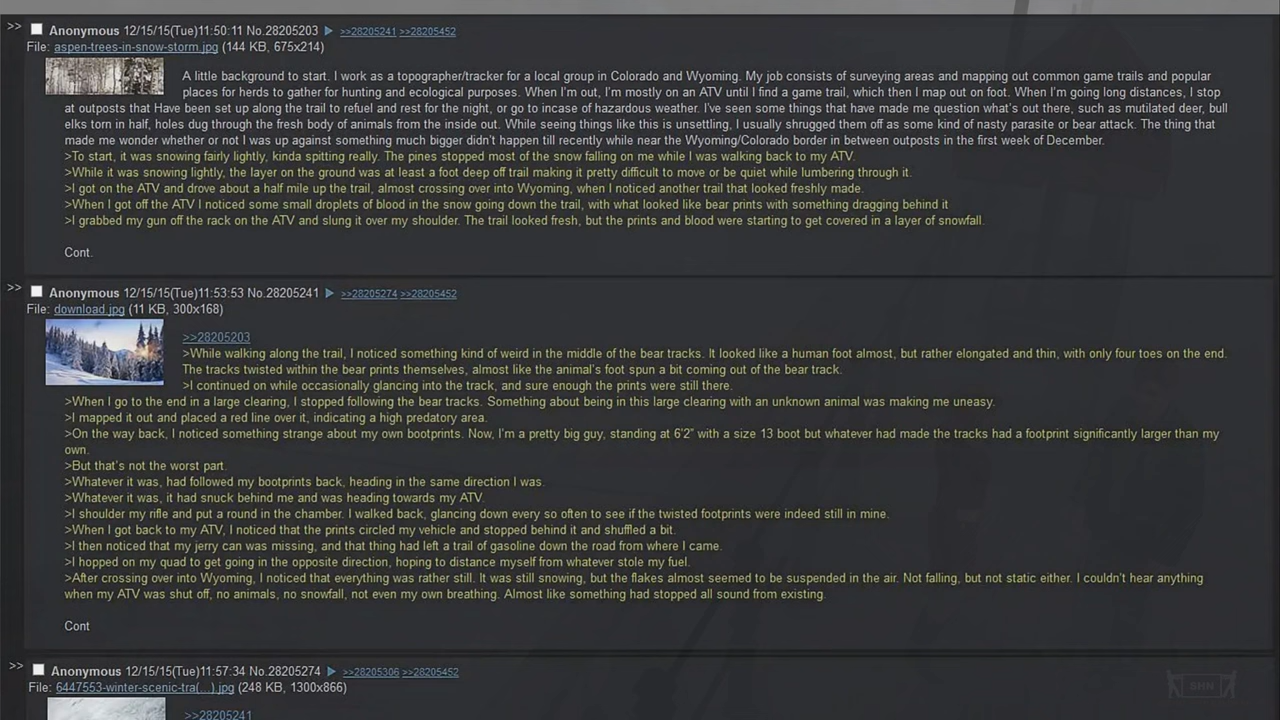 >> Anonymous 12/15/15(Tue)11:50:11 No.28205203 ▶ >>28205241 >>28205452
File: aspen-trees-in-snow-storm.jpg (144 KB, 675x214)
A little background to start. I work as a topographer/tracker for a local group in Colorado and Wyoming. My job consists of surveying areas and mapping out common game trails and popular
places for herds to gather for hunting and ecological purposes. When I'm out, I'm mostly on an ATV until I find a game trail, which then I map out on foot. When I'm going long distances, I stop
at outposts that Have been set up along the trail to refuel and rest for the night, or go to incase of hazardous weather. I've seen some things that have made me question what's out there, such as mutilated deer, bull
elks torn in half, holes dug through the fresh body of animals from the inside out. While seeing things like this is unsettling, I usually shrugged them off as some kind of nasty parasite or bear attack. The thing that
made me wonder whether or not I was up against something much bigger didn't happen till recently while near the Wyoming/Colorado border in between outposts in the first week of December.
>To start, it was snowing fairly lightly, kinda spitting really. The pines stopped most of the snow falling on me while I was walking back to my ATV.
>While it was snowing lightly, the layer on the ground was at least a foot deep off trail making it pretty difficult to move or be quiet while lumbering through it.
>I got on the ATV and drove about a half mile up the trail, almost crossing over into Wyoming, when I noticed another trail that looked freshly made.
>When I got off the ATV I noticed some small droplets of blood in the snow going down the trail, with what looked like bear prints with something dragging behind it
>I grabbed my gun off the rack on the ATV and slung it over my shoulder. The trail looked fresh, but the prints and blood were starting to get covered in a layer of snowfall.
Cont.
>> Anonymous 12/15/15(Tue)11:53:53 No.28205241 ▶ >>28205274 >>28205452
File: download.jpg (11 KB, 300x168)
>>28205203
>While walking along the trail, I noticed something kind of weird in the middle of the bear tracks. It looked like a human foot almost, but rather elongated and thin, with only four toes on the end.
The tracks twisted within the bear prints themselves, almost like the animal's foot spun a bit coming out of the bear track.
>I continued on while occasionally glancing into the track, and sure enough the prints were still there.
>When I go to the end in a large clearing, I stopped following the bear tracks. Something about being in this large clearing with an unknown animal was making me uneasy.
>I mapped it out and placed a red line over it, indicating a high predatory area.
>On the way back, I noticed something strange about my own bootprints. Now, I'm a pretty big guy, standing at 6'2" with a size 13 boot but whatever had made the tracks had a footprint significantly larger than my
own.
>But that's not the worst part.
>Whatever it was, had followed my bootprints back, heading in the same direction I was.
>Whatever it was, it had snuck behind me and was heading towards my ATV.
>I shoulder my rifle and put a round in the chamber. I walked back, glancing down every so often to see if the twisted footprints were indeed still in mine.
>When I got back to my ATV, I noticed that the prints circled my vehicle and stopped behind it and shuffled a bit.
>I then noticed that my jerry can was missing, and that thing had left a trail of gasoline down the road from where I came.
>I hopped on my quad to get going in the opposite direction, hoping to distance myself from whatever stole my fuel.
>After crossing over into Wyoming, I noticed that everything was rather still. It was still snowing, but the flakes almost seemed to be suspended in the air. Not falling, but not static either. I couldn't hear anything
when my ATV was shut off, no animals, no snowfall, not even my own breathing. Almost like something had stopped all sound from existing.
Cont
>> Anonymous 12/15/15(Tue)11:57:34 No.28205274 ▶ >>28205306 >>28205452
File: 6447553-winter-scenic-tra(...).jpg (248 KB, 1300x866)
>>28205241
SHN